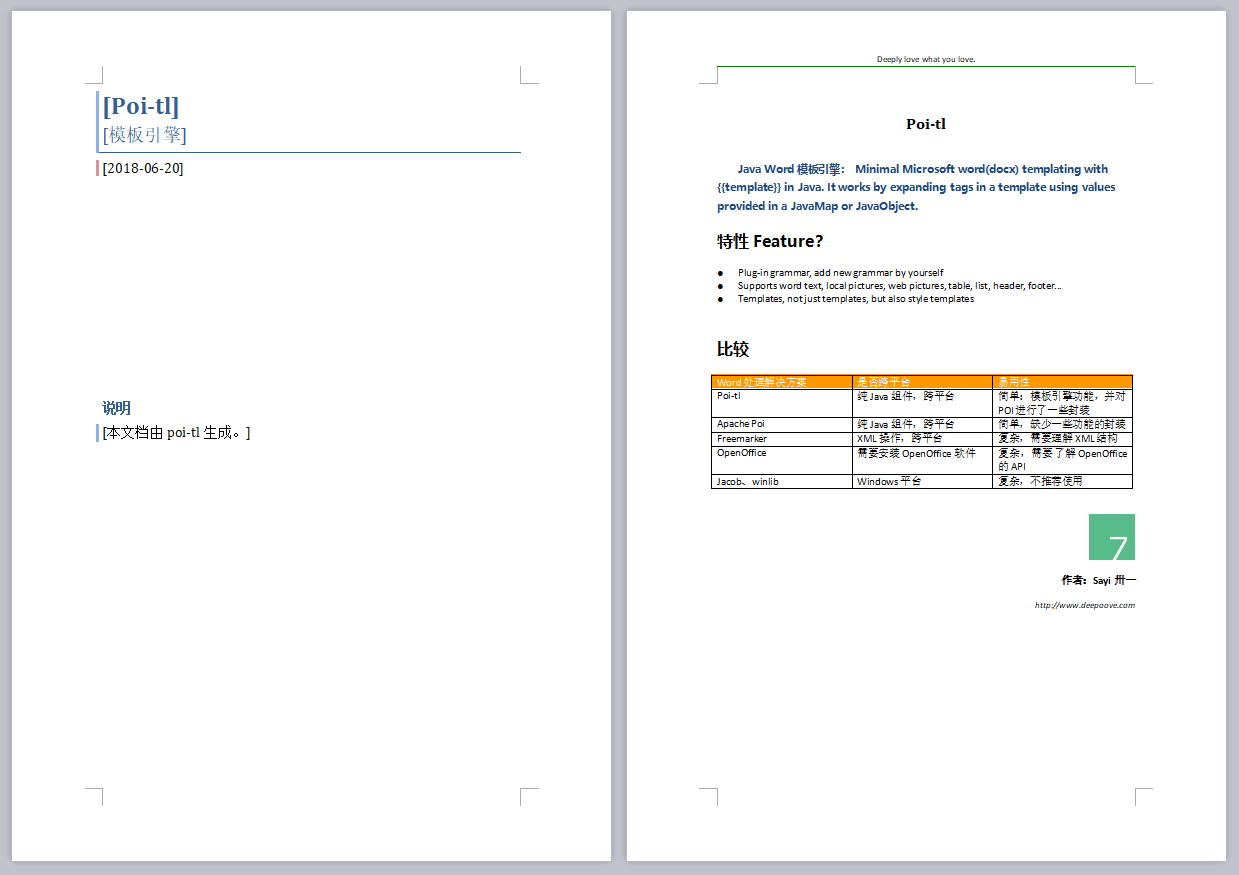 [Poi-tl]
[模板引擎]
[2018-06-20]
说明
[本文档由 poi-tl 生成。]
Deeply love what you love.
Poi-tl
Java Word 模板引擎： Minimal Microsoft word(docx) templating with
{{template}} in Java. It works by expanding tags in a template using values
provided in a JavaMap or JavaObject.
特性 Feature?
● Plug-in grammar, add new grammar by yourself
● Supports word text, local pictures, web pictures, table, list, header, footer...
● Templates, not just templates, but also style templates
比较
Word 处理解决方案 是否跨平台 易用性
Poi-tl 纯 Java 组件，跨平台 简单：模板引擎功能，并对
POI 进行了一些封装
Apache Poi 纯 Java 组件，跨平台 简单，缺少一些功能的封装
Freemarker XML 操作，跨平台 复杂，需要理解 XML 结构
OpenOffice 需要安装 OpenOffice 软件 复杂，需要了解 OpenOffice
的 API
Jacob、winlib Windows 平台 复杂，不推荐使用
7
作者：Sayi 卅一
http://www.deepoove.com